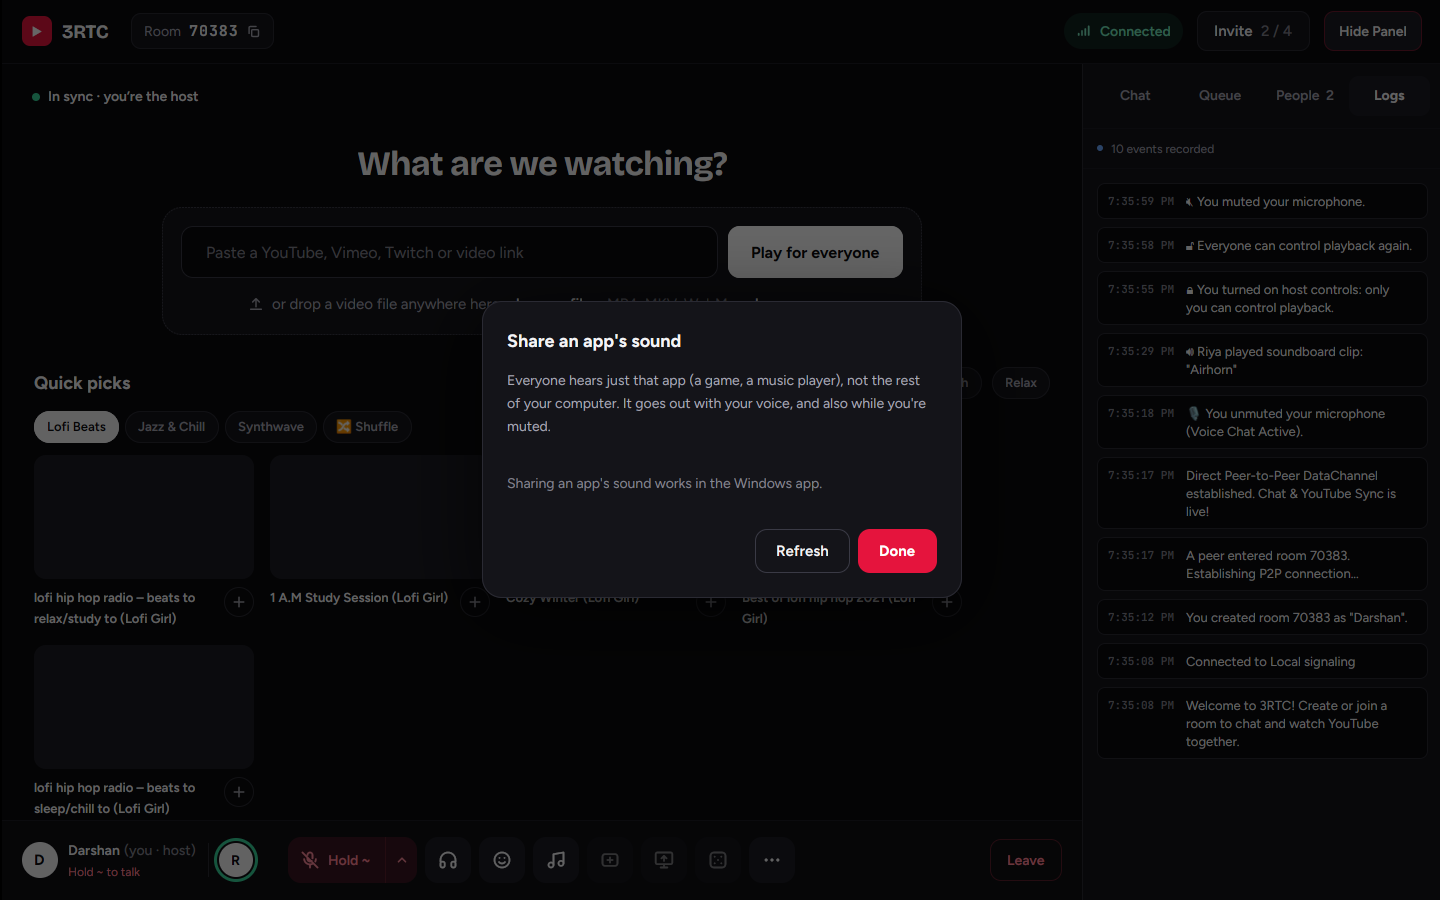 3RTC
Room 70383
Connected
Invite 2 / 4
Hide Panel
In sync · you're the host
Chat
Queue
People 2
Logs
10 events recorded
What are we watching?
Paste a YouTube, Vimeo, Twitch or video link
Play for everyone
or drop a video file anywhere here
Quick picks
Relax
Lofi Beats
Jazz & Chill
Synthwave
Shuffle
lofi hip hop radio – beats to
relax/study to (Lofi Girl)
1 A.M Study Session (Lofi Girl)
Cozy Winter (Lofi Girl)
Best of lofi hip hop 2021 (Lofi
Girl)
lofi hip hop radio – beats to
sleep/chill to (Lofi Girl)
Share an app's sound
Everyone hears just that app (a game, a music player), not the rest
of your computer. It goes out with your voice, and also while you're
muted.
Sharing an app's sound works in the Windows app.
Refresh
Done
7:35:59 PM You muted your microphone.
7:35:58 PM Everyone can control playback again.
7:35:55 PM You turned on host controls: only
you can control playback.
7:35:29 PM Riya played soundboard clip:
"Airhorn"
7:35:18 PM You unmuted your microphone
(Voice Chat Active).
7:35:17 PM Direct Peer-to-Peer DataChannel
established. Chat & YouTube Sync is
live!
7:35:17 PM A peer entered room 70383.
Establishing P2P connection...
7:35:12 PM You created room 70383 as "Darshan".
7:35:08 PM Connected to Local signaling
7:35:08 PM Welcome to 3RTC! Create or join a
room to chat and watch YouTube
together.
D
Darshan (you · host)
Hold ~ to talk
R
Hold ~
Leave